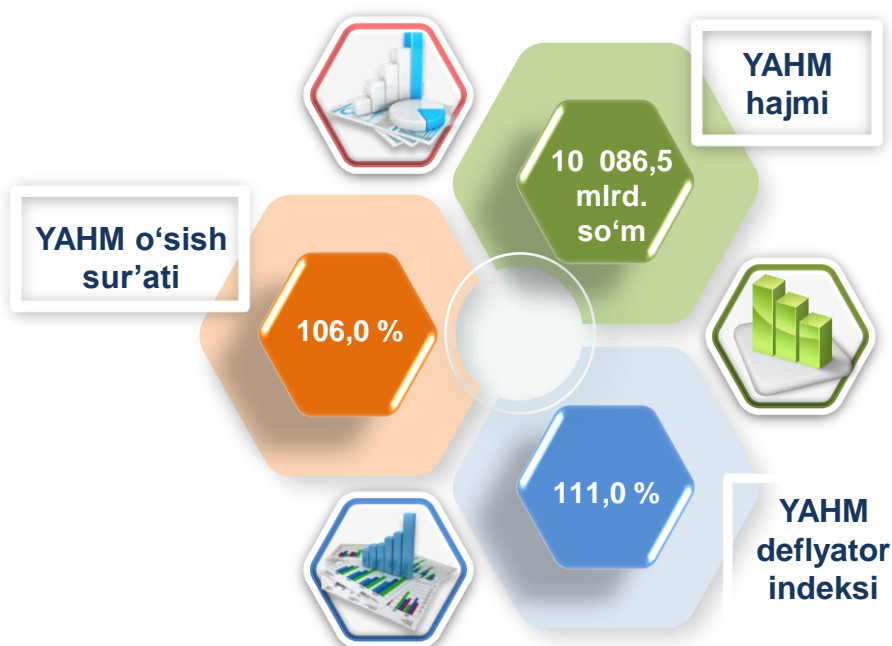 YAHM
hajmi
10 086,5
mlrd.
so‘m
YAHM o‘sish
sur’ati
106,0 %
111,0 %
YAHM
deflyator
indeksi